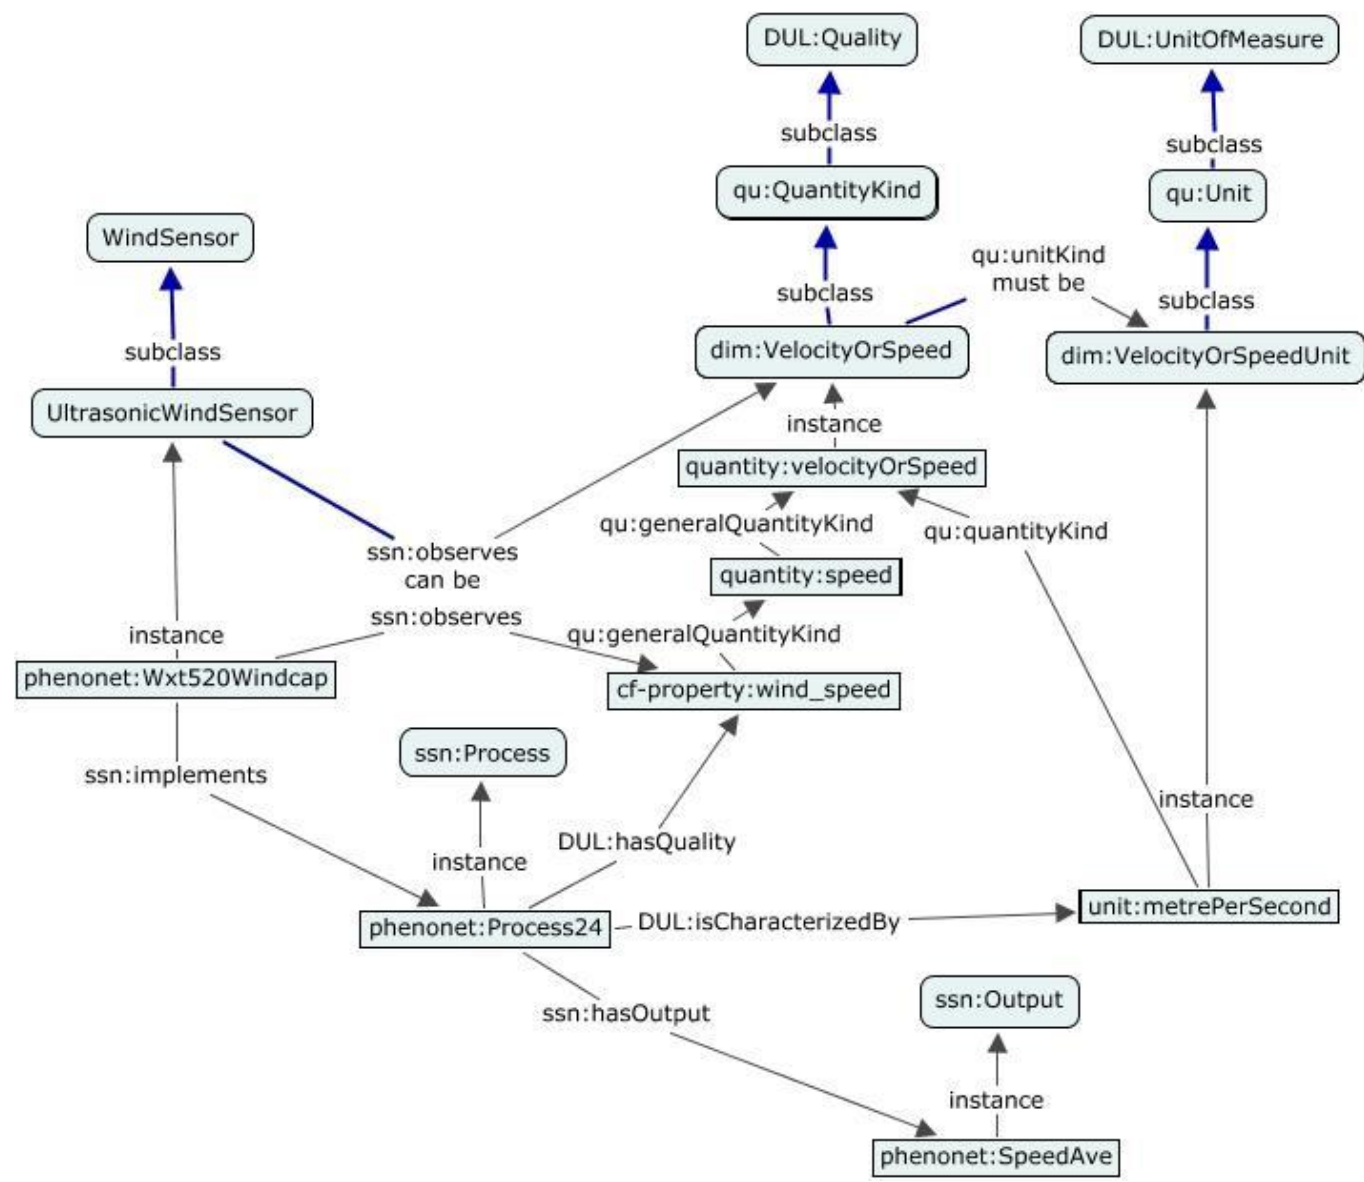 DUL:Quality
DUL:UnitOfMeasure
subclass
subclass
qu:QuantityKind
qu:Unit
WindSensor
qu:unitKind
must be
subclass
subclass
subclass
dim:VelocityOrSpeed
dim:VelocityOrSpeedUnit
UltrasonicWindSensor
instance
quantity:velocityOrSpeed
qu:generalQuantityKind
qu:quantityKind
ssn:observes
can be
quantity:speed
ssn:observes
instance
qu:generalQuantityKind
phenonet:Wxt520Windcap
cf-property:wind_speed
ssn:Process
ssn:implements
instance
DUL:hasQuality
instance
unit:metrePerSecond
phenonet:Process24
DUL:isCharacterizedBy
ssn:Output
ssn:hasOutput
instance
phenonet:SpeedAve